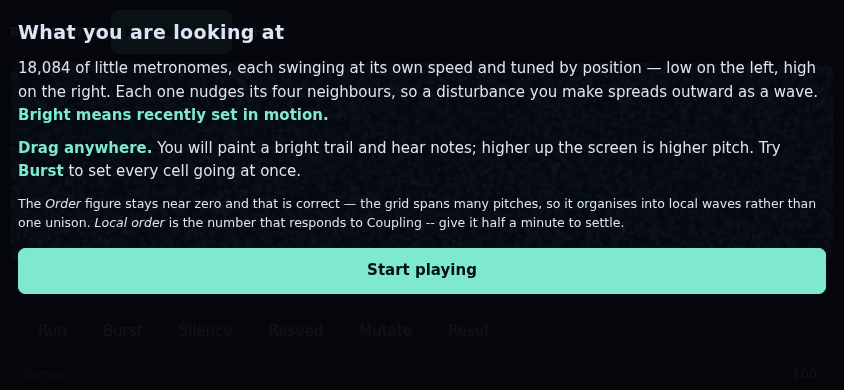 What you are looking at
18,084 of little metronomes, each swinging at its own speed and tuned by position — low on the left, high
on the right. Each one nudges its four neighbours, so a disturbance you make spreads outward as a wave.
Bright means recently set in motion.
Drag anywhere. You will paint a bright trail and hear notes; higher up the screen is higher pitch. Try
Burst to set every cell going at once.
The Order figure stays near zero and that is correct — the grid spans many pitches, so it organises into local waves rather than
one unison. Local order is the number that responds to Coupling -- give it half a minute to settle.
Start playing
Run Burst Silence Reseed Mutate Reset
Tempo 100